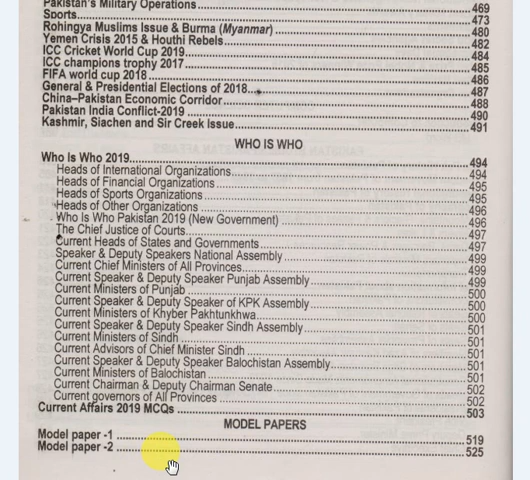 Pakistan's Military Operations 469
Sports 473
Rohingya Muslims Issue & Burma (Myanmar) 480
Yemen Crisis 2015 & Houthi Rebels 482
ICC Cricket World Cup 2019 484
ICC champions trophy 2017 485
FIFA world cup 2018 486
General & Presidential Elections of 2018 487
China–Pakistan Economic Corridor 488
Pakistan India Conflict-2019 490
Kashmir, Siachen and Sir Creek Issue 491
WHO IS WHO
Who Is Who 2019 494
Heads of International Organizations 494
Heads of Financial Organizations 495
Heads of Sports Organizations 495
Heads of Other Organizations 496
Who Is Who Pakistan 2019 (New Government) 496
The Chief Justice of Courts 497
Current Heads of States and Governments 497
Speaker & Deputy Speakers National Assembly 499
Current Chief Ministers of All Provinces 499
Current Speaker & Deputy Speaker Punjab Assembly 499
Current Ministers of Punjab 500
Current Speaker & Deputy Speaker of KPK Assembly 500
Current Ministers of Khyber Pakhtunkhwa 500
Current Speaker & Deputy Speaker Sindh Assembly 501
Current Ministers of Sindh 501
Current Advisors of Chief Minister Sindh 501
Current Speaker & Deputy Speaker Balochistan Assembly 501
Current Ministers of Balochistan 501
Current Chairman & Deputy Chairman Senate 502
Current governors of All Provinces 502
Current Affairs 2019 MCQs 503
MODEL PAPERS
Model paper -1 519
Model paper -2 525